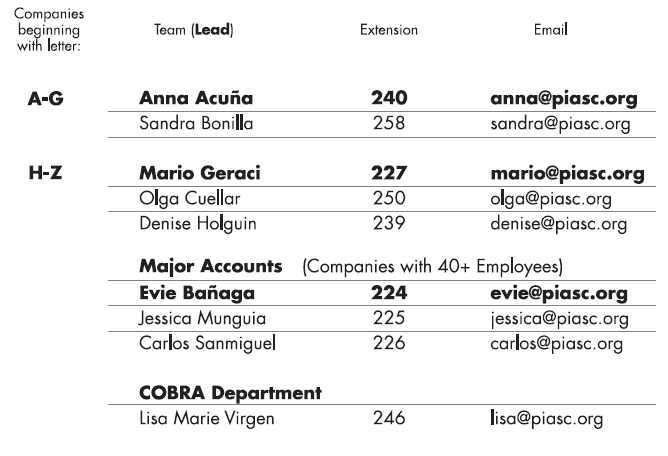 Companies
beginning
with letter:
Team (Lead) Extension Email
A-G Anna Acuña 240 anna@piasc.org
Sandra Bonilla 258 sandra@piasc.org
H-Z Mario Geraci 227 mario@piasc.org
Olga Cuellar 250 olga@piasc.org
Denise Holguin 239 denise@piasc.org
Major Accounts (Companies with 40+ Employees)
Evie Bañaga 224 evie@piasc.org
Jessica Munguia 225 jessica@piasc.org
Carlos Sanmiguel 226 carlos@piasc.org
COBRA Department
Lisa Marie Virgen 246 lisa@piasc.org